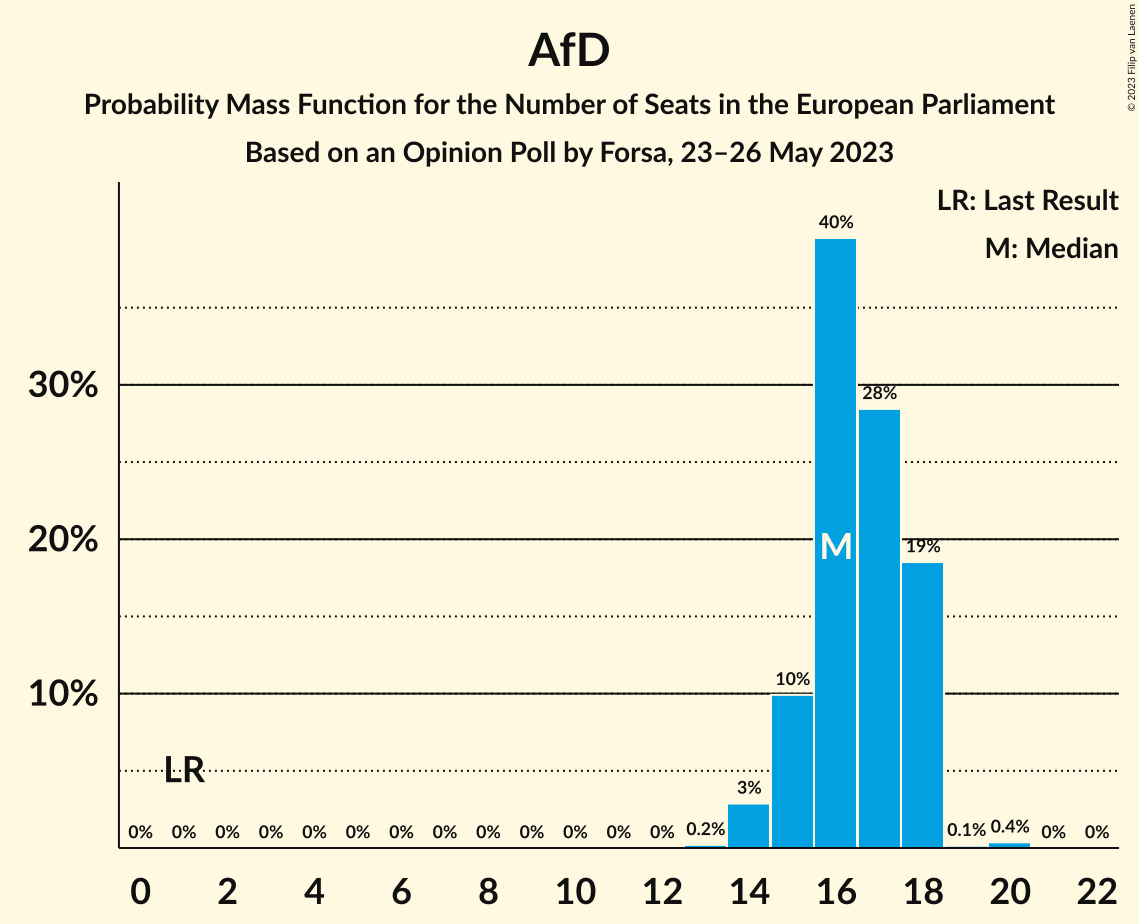 AfD
Probability Mass Function for the Number of Seats in the European Parliament
Based on an Opinion Poll by Forsa, 23–26 May 2023
© 2023 Filip van Laenen
LR: Last Result
M: Median
40%
30%
28%
20%
19%
M
10%
10%
LR
3%
0% 0% 0% 0% 0% 0% 0% 0% 0% 0% 0% 0% 0% 0.2% 0.1% 0.4% 0% 0%
0 2 4 6 8 10 12 14 16 18 20 22